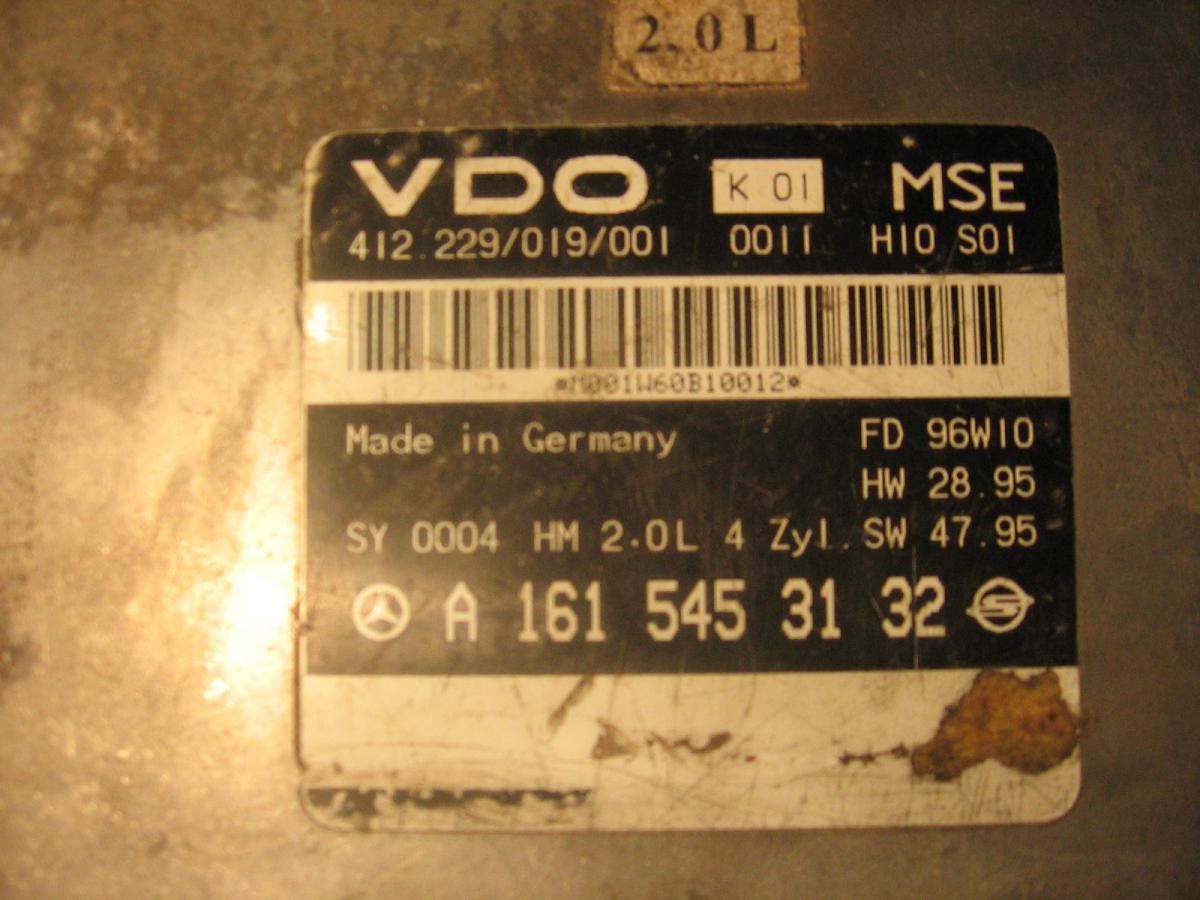 2.0 L
VDO K 01 MSE
412.229/019/001 0011 H10 S01
*M001W60B10012*
Made in Germany FD 96W10
HW 28.95
SY 0004 HM 2.0L 4 Zyl. SW 47.95
A 161 545 31 32